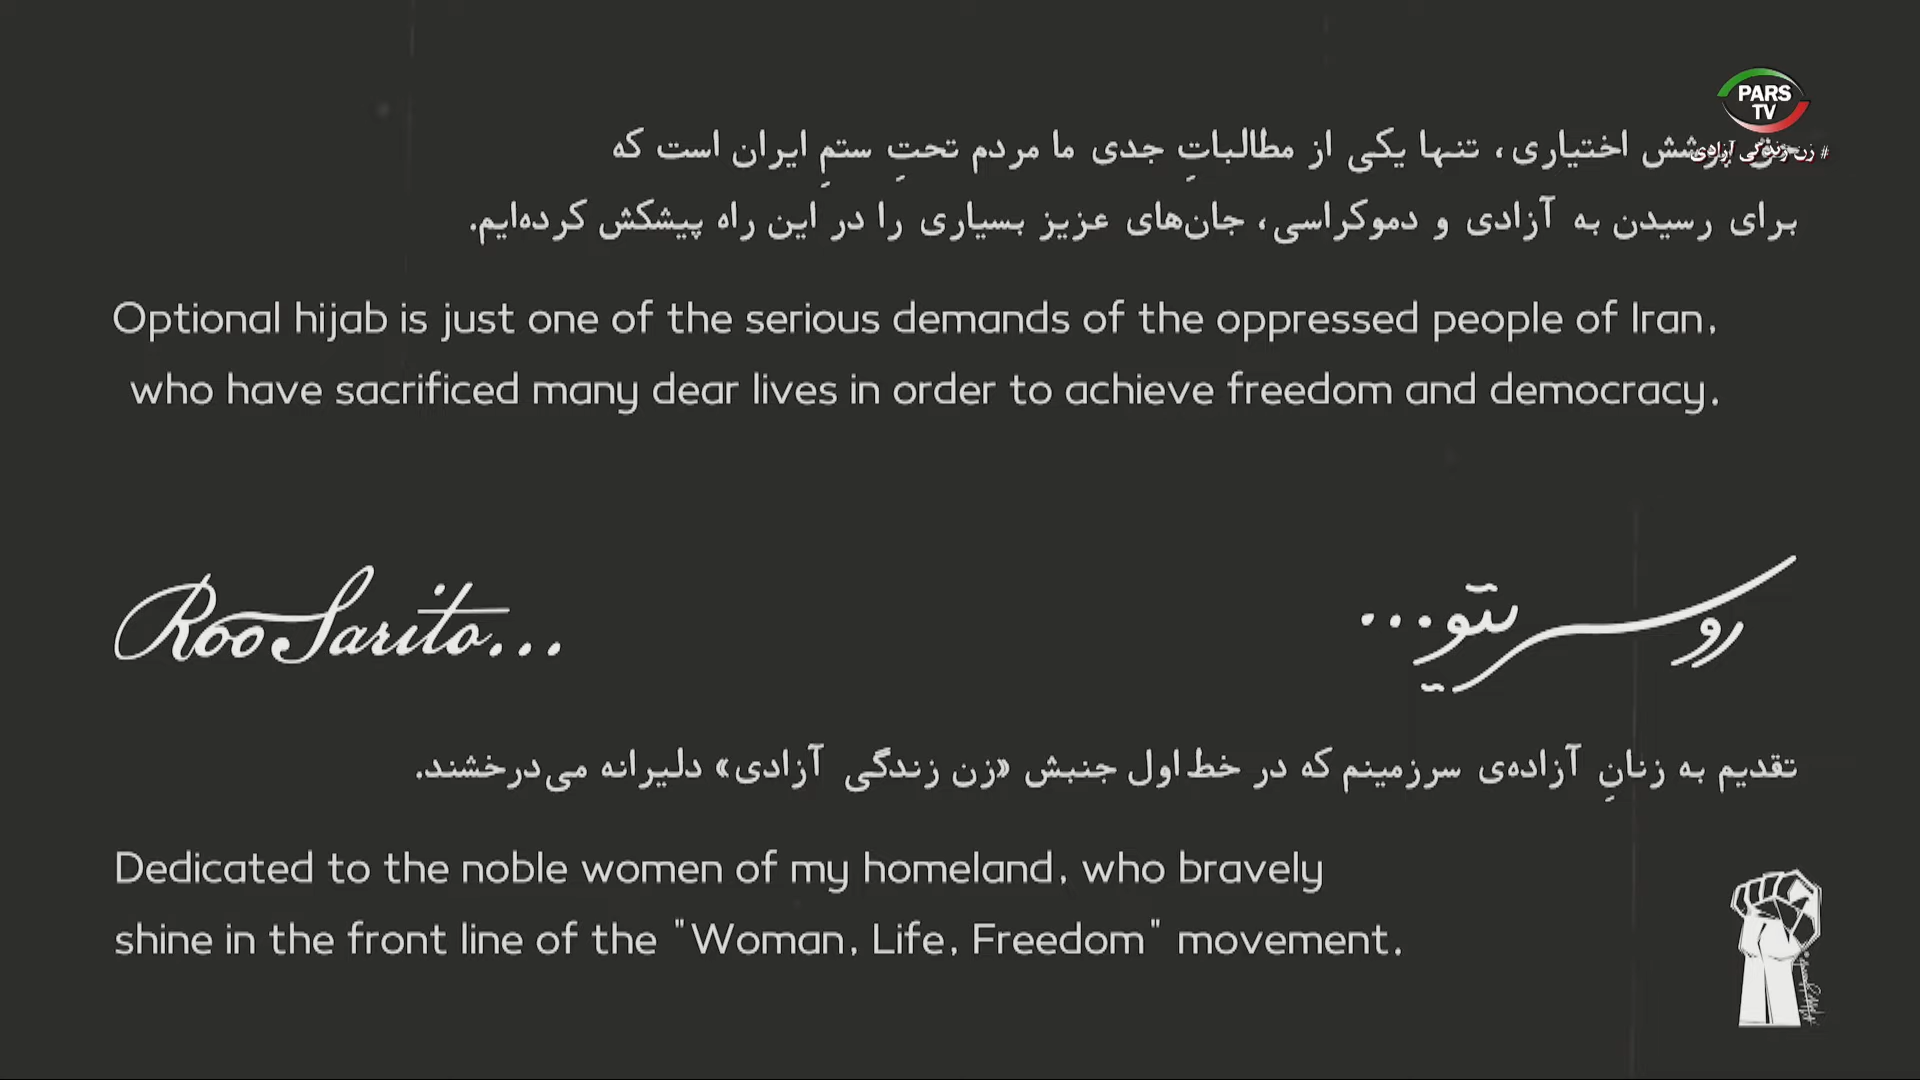 PARS
TV
# زن زندگی آزادی
پوشش اختیاری، تنها یکی از مطالباتِ جدی ما مردم تحتِ ستمِ ایران است که
برای رسیدن به آزادی و دموکراسی، جان‌های عزیز بسیاری را در این راه پیشکش کرده‌ایم.
Optional hijab is just one of the serious demands of the oppressed people of Iran,
who have sacrificed many dear lives in order to achieve freedom and democracy.
Roo Sarito...
روسریتو...
تقدیم به زنانِ آزاده‌ی سرزمینم که در خط اول جنبش «زن زندگی آزادی» دلیرانه می‌درخشند.
Dedicated to the noble women of my homeland, who bravely
shine in the front line of the "Woman, Life, Freedom" movement.